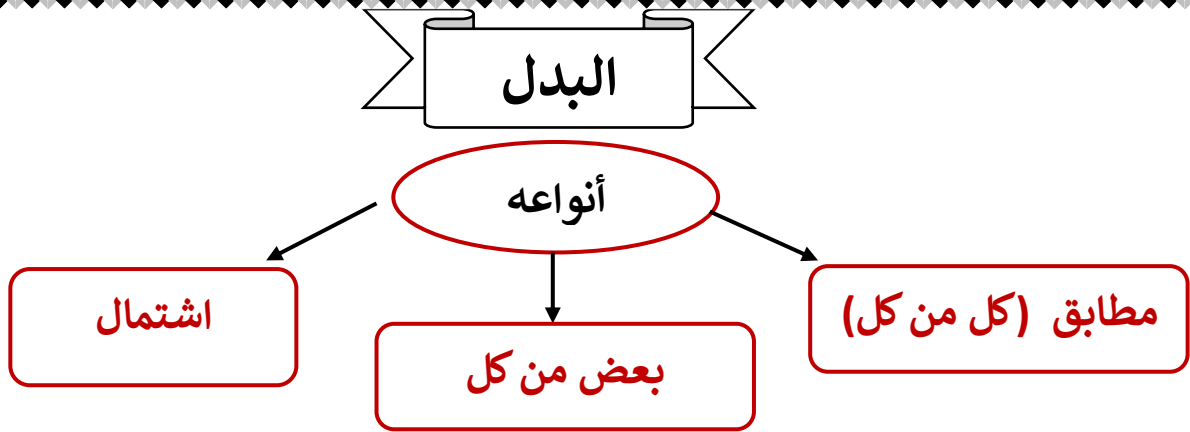 البدل
أنواعه
مطابق (كل من كل)
بعض من كل
اشتمال